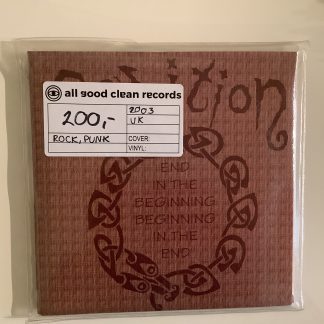 Sedition
all good clean records
200,-
2003
UK
ROCK, PUNK
COVER:
VINYL:
END
IN THE
BEGINNING
BEGINNING
IN THE
END